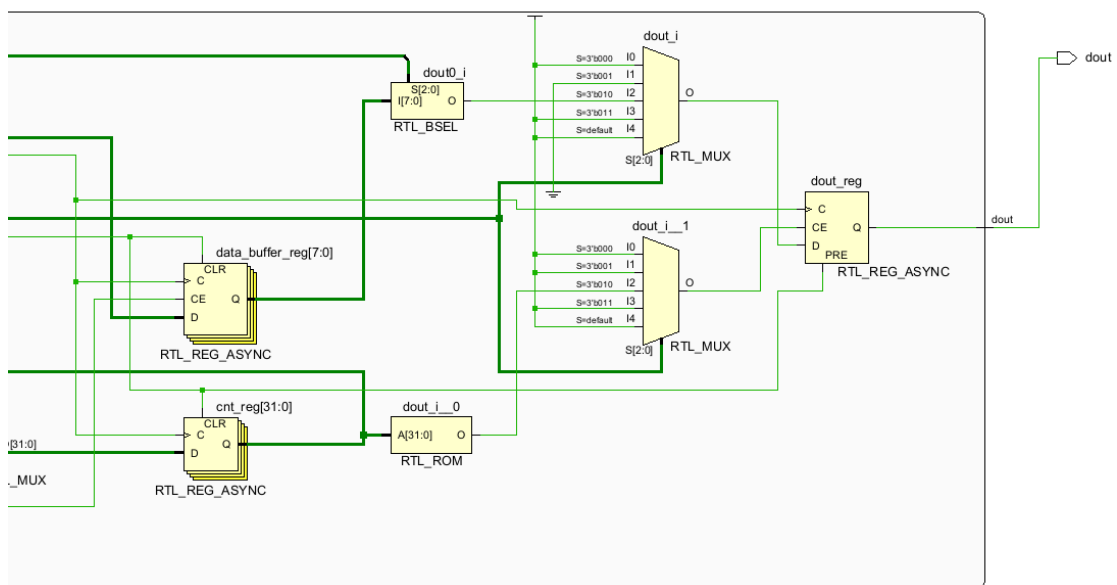 dout_i
S=3'b000 I0
S=3'b001 I1
S=3'b010 I2
S=3'b011 I3
S=default I4
O
S[2:0]
RTL_MUX
dout
dout0_i
S[2:0]
I[7:0] O
RTL_BSEL
dout_reg
C
CE Q
D
PRE
RTL_REG_ASYNC
dout
data_buffer_reg[7:0]
CLR
C
CE Q
D
RTL_REG_ASYNC
dout_i__1
S=3'b000 I0
S=3'b001 I1
S=3'b010 I2
S=3'b011 I3
S=default I4
O
S[2:0]
RTL_MUX
cnt_reg[31:0]
CLR
C
Q
D
RTL_REG_ASYNC
dout_i__0
A[31:0] O
RTL_ROM
[31:0]
_MUX